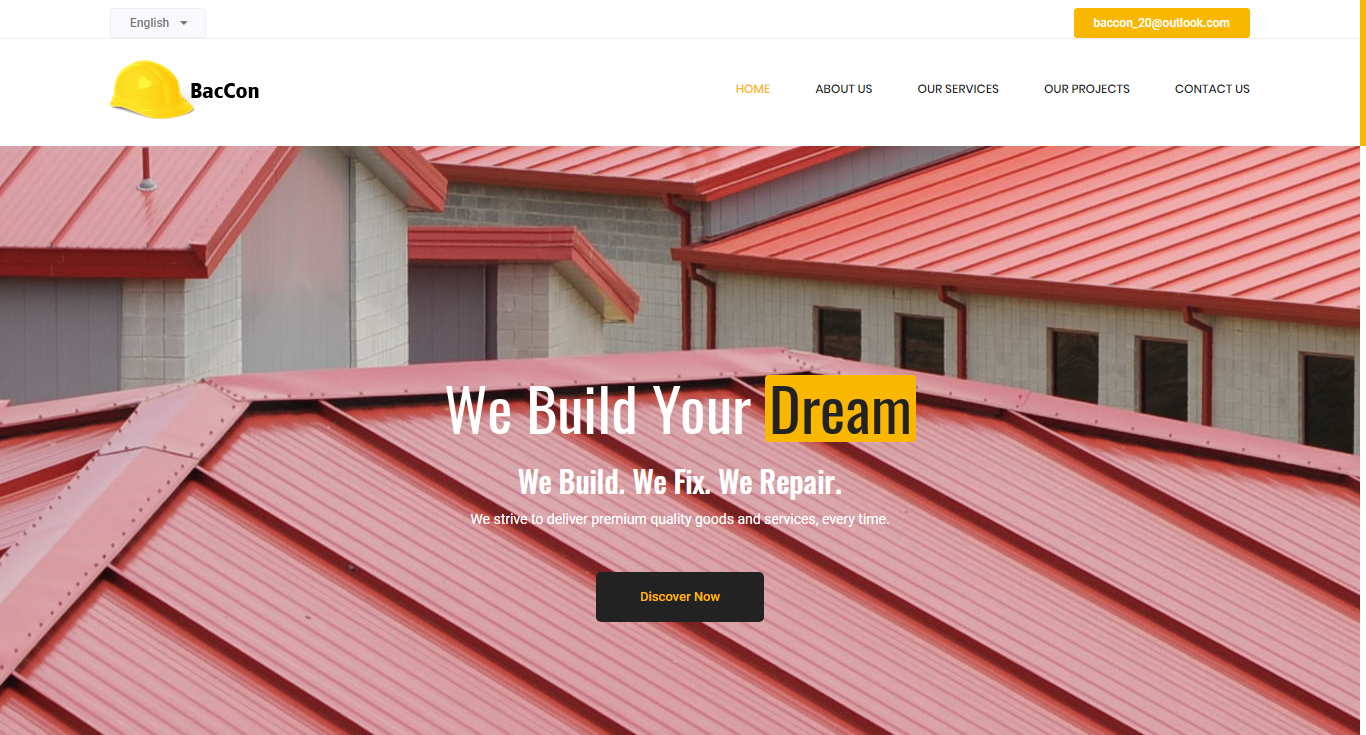 English
baccon_20@outlook.com
BacCon
HOME ABOUT US OUR SERVICES OUR PROJECTS CONTACT US
We Build Your Dream
We Build. We Fix. We Repair.
We strive to deliver premium quality goods and services, every time.
Discover Now